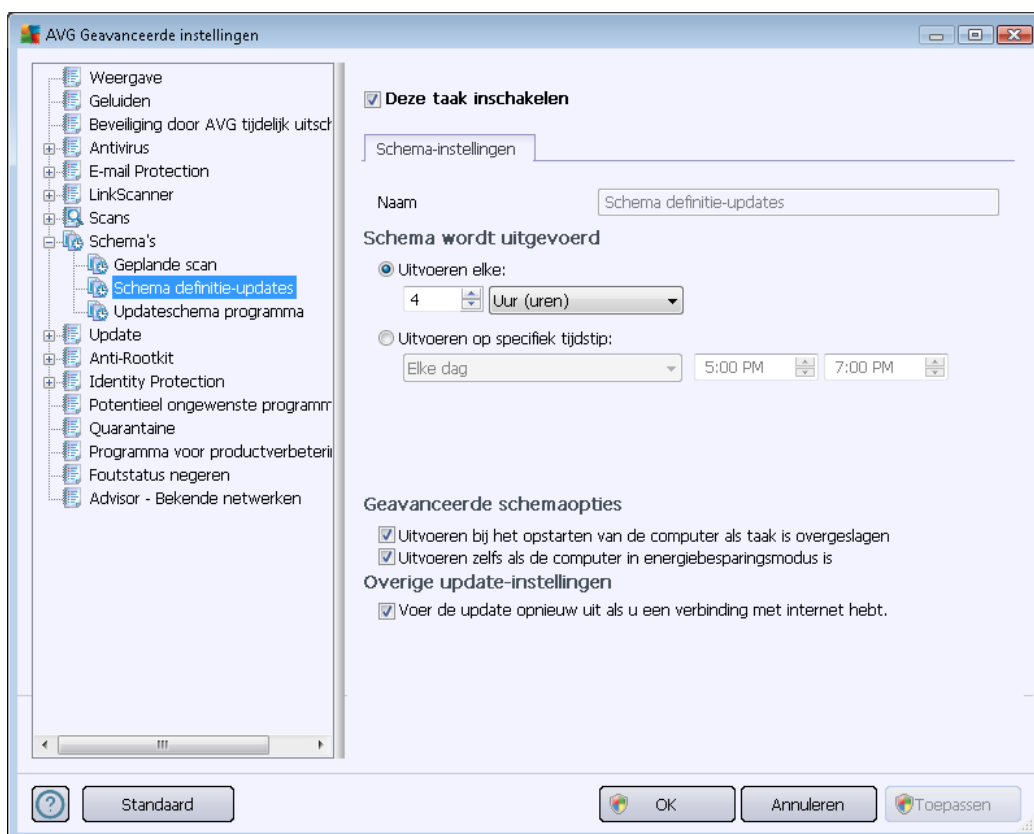 AVG Geavanceerde instellingen
Weergave
Geluiden
Beveiliging door AVG tijdelijk uitsch
Antivirus
E-mail Protection
LinkScanner
Scans
Schema's
Geplande scan
Schema definitie-updates
Updateschema programma
Update
Anti-Rootkit
Identity Protection
Potentieel ongewenste programm
Quarantaine
Programma voor productverbeteri
Foutstatus negeren
Advisor - Bekende netwerken
Deze taak inschakelen
Schema-instellingen
Naam Schema definitie-updates
Schema wordt uitgevoerd
Uitvoeren elke:
4 Uur (uren)
Uitvoeren op specifiek tijdstip:
Elke dag 5:00 PM 7:00 PM
Geavanceerde schemaopties
Uitvoeren bij het opstarten van de computer als taak is overgeslagen
Uitvoeren zelfs als de computer in energiebesparingsmodus is
Overige update-instellingen
Voer de update opnieuw uit als u een verbinding met internet hebt.
Standaard OK Annuleren Toepassen